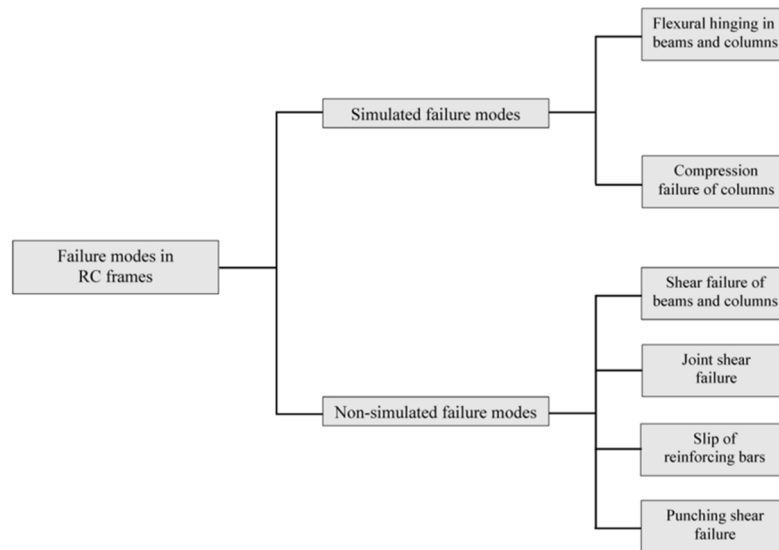 Flexural hinging in
beams and columns
Simulated failure modes
Compression
failure of columns
Failure modes in
RC frames
Shear failure of
beams and columns
Joint shear
failure
Non-simulated failure modes
Slip of
reinforcing bars
Punching shear
failure